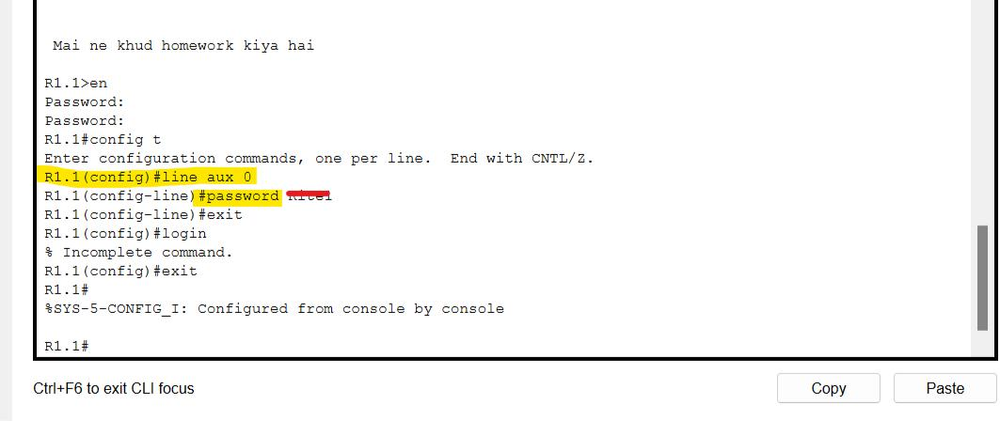 Mai ne khud homework kiya hai
R1.1>en
Password:
Password:
R1.1#config t
Enter configuration commands, one per line.  End with CNTL/Z.
R1.1(config)#line aux 0
R1.1(config-line)#password
R1.1(config-line)#exit
R1.1(config)#login
% Incomplete command.
R1.1(config)#exit
R1.1#
%SYS-5-CONFIG_I: Configured from console by console
R1.1#
Ctrl+F6 to exit CLI focus
Copy
Paste